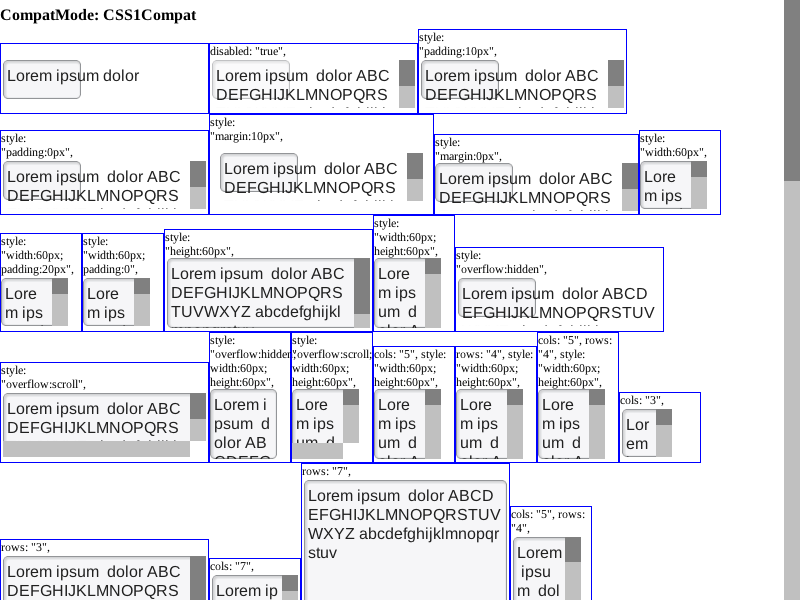 CompatMode: CSS1Compat
Lorem ipsum dolor
disabled: "true",
Lorem ipsum  dolor ABC
DEFGHIJKLMNOPQRS
style:
"padding:10px",
Lorem ipsum  dolor ABC
DEFGHIJKLMNOPQRS
style:
"padding:0px",
Lorem ipsum  dolor ABC
DEFGHIJKLMNOPQRS
style:
"margin:10px",
Lorem ipsum  dolor ABC
DEFGHIJKLMNOPQRS
style:
"margin:0px",
Lorem ipsum  dolor ABC
DEFGHIJKLMNOPQRS
style:
"width:60px",
Lore
m ips
style:
"width:60px;
padding:20px",
Lore
m ips
style:
"width:60px;
padding:0",
Lore
m ips
style:
"height:60px",
Lorem ipsum  dolor ABC
DEFGHIJKLMNOPQRS
TUVWXYZ abcdefghijkl
style:
"width:60px;
height:60px",
Lore
m ips
um  d
style:
"overflow:hidden",
Lorem ipsum  dolor ABCD
EFGHIJKLMNOPQRSTUV
style:
"overflow:scroll",
Lorem ipsum  dolor ABC
DEFGHIJKLMNOPQRS
style:
"overflow:hidden;
width:60px;
height:60px",
Lorem i
psum  d
olor AB
style:
"overflow:scroll;
width:60px;
height:60px",
Lore
m ips
um  d
cols: "5", style:
"width:60px;
height:60px",
Lore
m ips
um  d
rows: "4", style:
"width:60px;
height:60px",
Lore
m ips
um  d
cols: "5", rows:
"4", style:
"width:60px;
height:60px",
Lore
m ips
um  d
cols: "3",
Lor
em
rows: "3",
Lorem ipsum  dolor ABC
DEFGHIJKLMNOPQRS
cols: "7",
Lorem ip
rows: "7",
Lorem ipsum  dolor ABCD
EFGHIJKLMNOPQRSTUV
WXYZ abcdefghijklmnopqr
stuv
cols: "5", rows:
"4",
Lorem
ipsu
m  dol